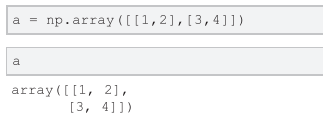 a = np.array([[1,2],[3,4]])
a
array([[1, 2],
       [3, 4]])